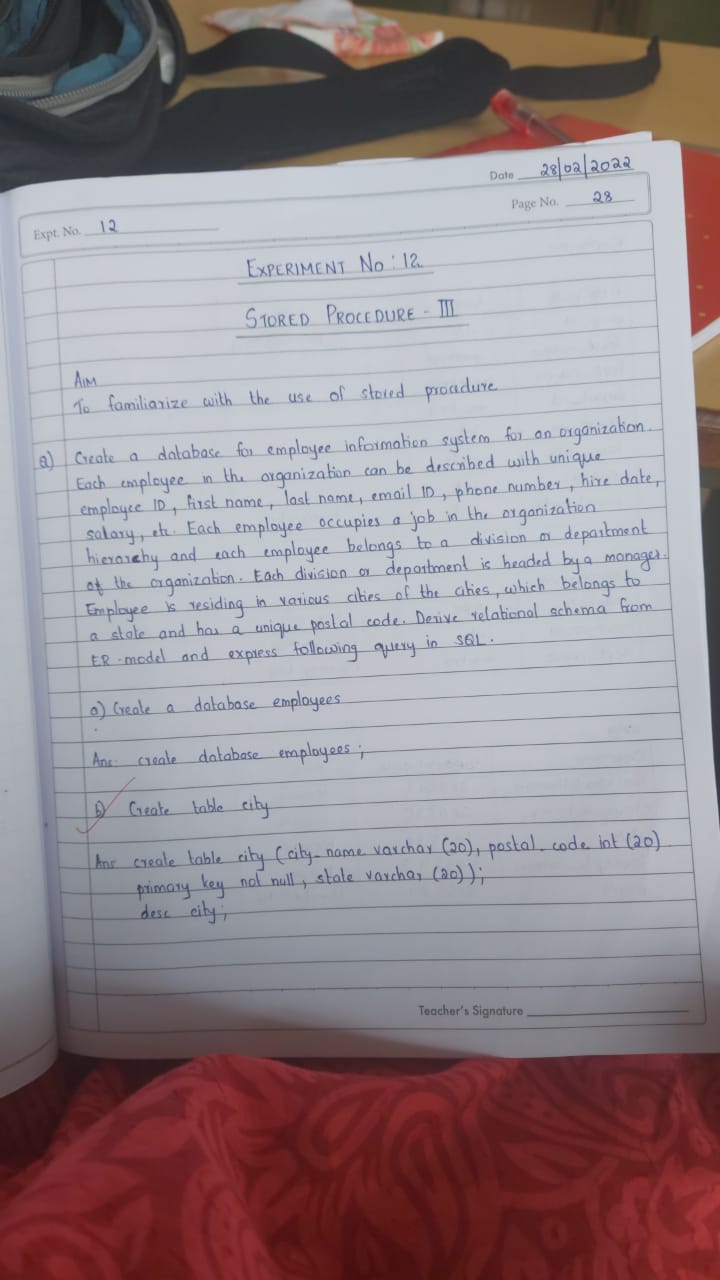 Date 28/02/2022
Expt. No. 12
Page No. 28
EXPERIMENT No : 12
STORED PROCEDURE - III
AIM
To familiarize with the use of stored procedure
a) Create a database for employee information system for an organization.
Each employee in the organization can be described with unique
employee ID, first name, last name, email ID, phone number, hire date,
salary, etc. Each employee occupies a job in the organization
hierarchy and each employee belongs to a division or department
of the organization. Each division or department is headed by a manager.
Employee is residing in various cities of the cities, which belongs to
a state and has a unique postal code. Derive relational schema from
ER-model and express following query in SQL.
a) Create a database employees
Ans: create database employees;
b) Create table city
Ans create table city (city_name varchar (20), postal_code int (20)
primary key not null, state varchar (20));
desc city;
Teacher's Signature